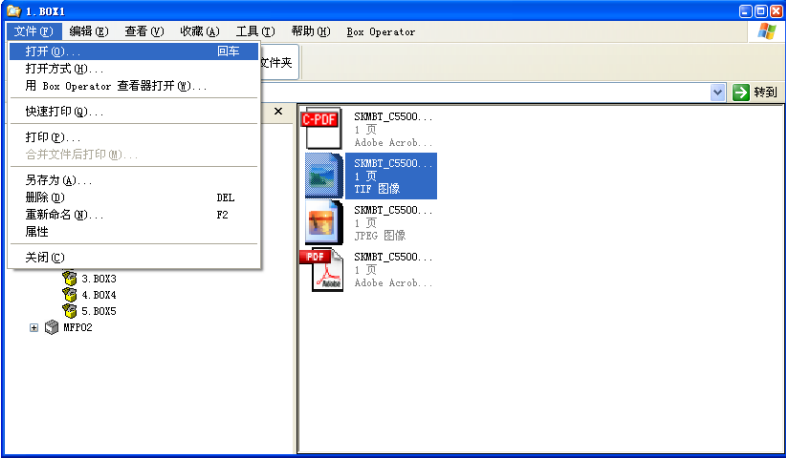 1. BOX1
文件(F) 编辑(E) 查看(V) 收藏(A) 工具(T) 帮助(H) Box Operator
打开(O)... 回车
文件夹
打开方式(H)...
用 Box Operator 查看器打开(W)...
转到
快速打印(Q)...
打印(P)...
合并文件后打印(M)...
另存为(A)...
删除(D) DEL
重新命名(N)... F2
属性
关闭(C)
3. BOX3
4. BOX4
5. BOX5
MFP02
C-PDF
SKMBT_C5500...
1 页
Adobe Acrob...
SKMBT_C5500...
1 页
TIF 图像
SKMBT_C5500...
1 页
JPEG 图像
PDF
Adobe
SKMBT_C5500...
1 页
Adobe Acrob...